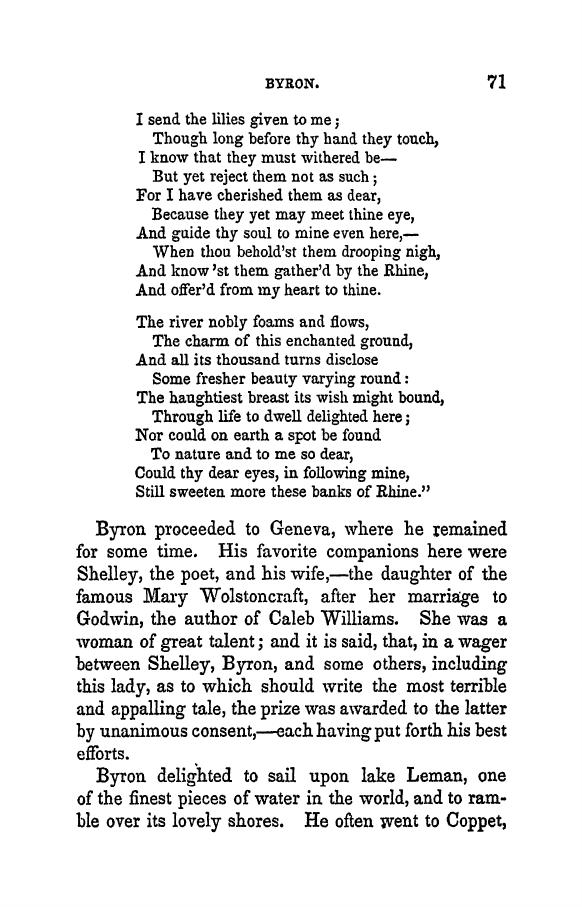 BYRON. 71
I send the lilies given to me;
Though long before thy hand they touch,
I know that they must withered be—
But yet reject them not as such;
For I have cherished them as dear,
Because they yet may meet thine eye,
And guide thy soul to mine even here,—
When thou behold'st them drooping nigh,
And know'st them gather'd by the Rhine,
And offer'd from my heart to thine.
The river nobly foams and flows,
The charm of this enchanted ground,
And all its thousand turns disclose
Some fresher beauty varying round:
The haughtiest breast its wish might bound,
Through life to dwell delighted here;
Nor could on earth a spot be found
To nature and to me so dear,
Could thy dear eyes, in following mine,
Still sweeten more these banks of Rhine."
Byron proceeded to Geneva, where he remained
for some time. His favorite companions here were
Shelley, the poet, and his wife,—the daughter of the
famous Mary Wolstoncraft, after her marriage to
Godwin, the author of Caleb Williams. She was a
woman of great talent; and it is said, that, in a wager
between Shelley, Byron, and some others, including
this lady, as to which should write the most terrible
and appalling tale, the prize was awarded to the latter
by unanimous consent,—each having put forth his best
efforts.
Byron delighted to sail upon lake Leman, one
of the finest pieces of water in the world, and to ram-
ble over its lovely shores. He often went to Coppet,